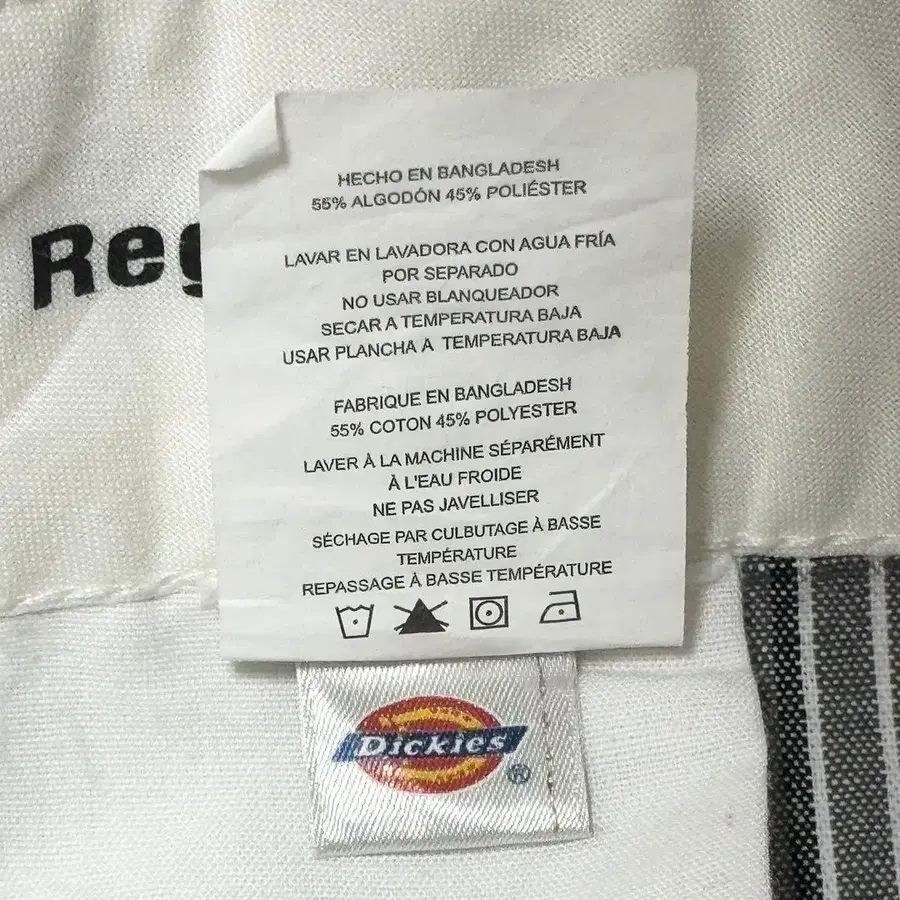 Reg
HECHO EN BANGLADESH
55% ALGODÓN 45% POLIÉSTER
LAVAR EN LAVADORA CON AGUA FRÍA
POR SEPARADO
NO USAR BLANQUEADOR
SECAR A TEMPERATURA BAJA
USAR PLANCHA A TEMPERATURA BAJA
FABRIQUE EN BANGLADESH
55% COTON 45% POLYESTER
LAVER À LA MACHINE SÉPARÉMENT
À L'EAU FROIDE
NE PAS JAVELLISER
SÉCHAGE PAR CULBUTAGE À BASSE
TEMPÉRATURE
REPASSAGE À BASSE TEMPÉRATURE
Dickies®